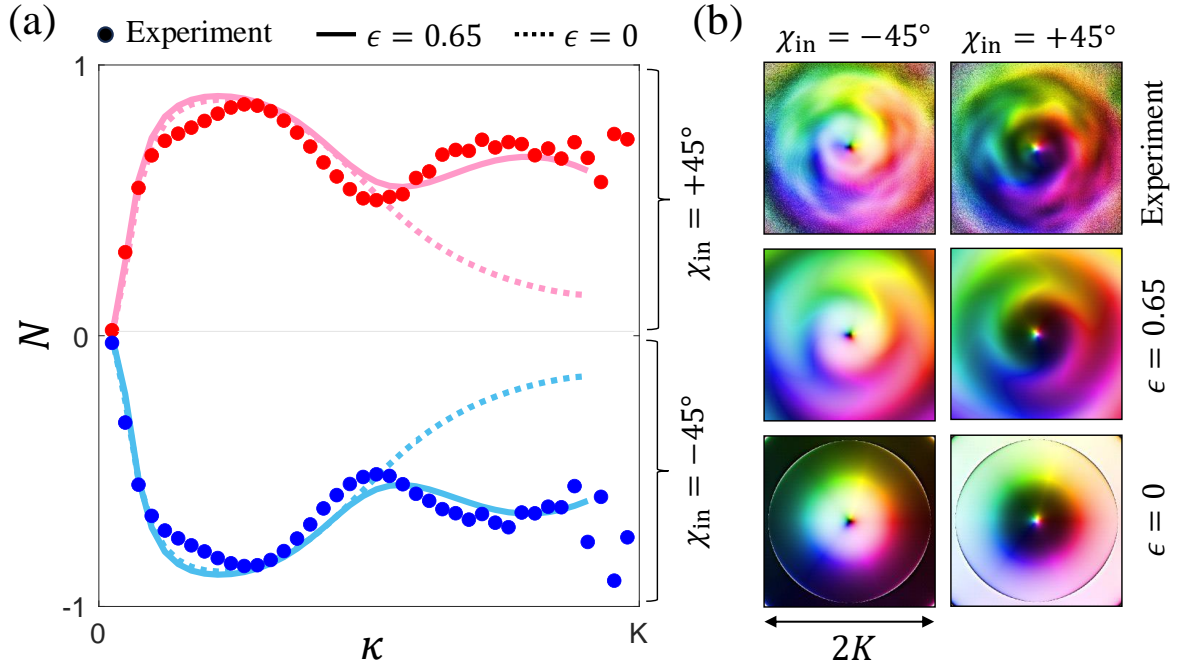 (a)
Experiment
ϵ = 0.65
ϵ = 0
1
0
-1
N
0
κ
K
χin = +45°
χin = −45°
(b)
χin = −45°
χin = +45°
Experiment
ϵ = 0.65
ϵ = 0
2K